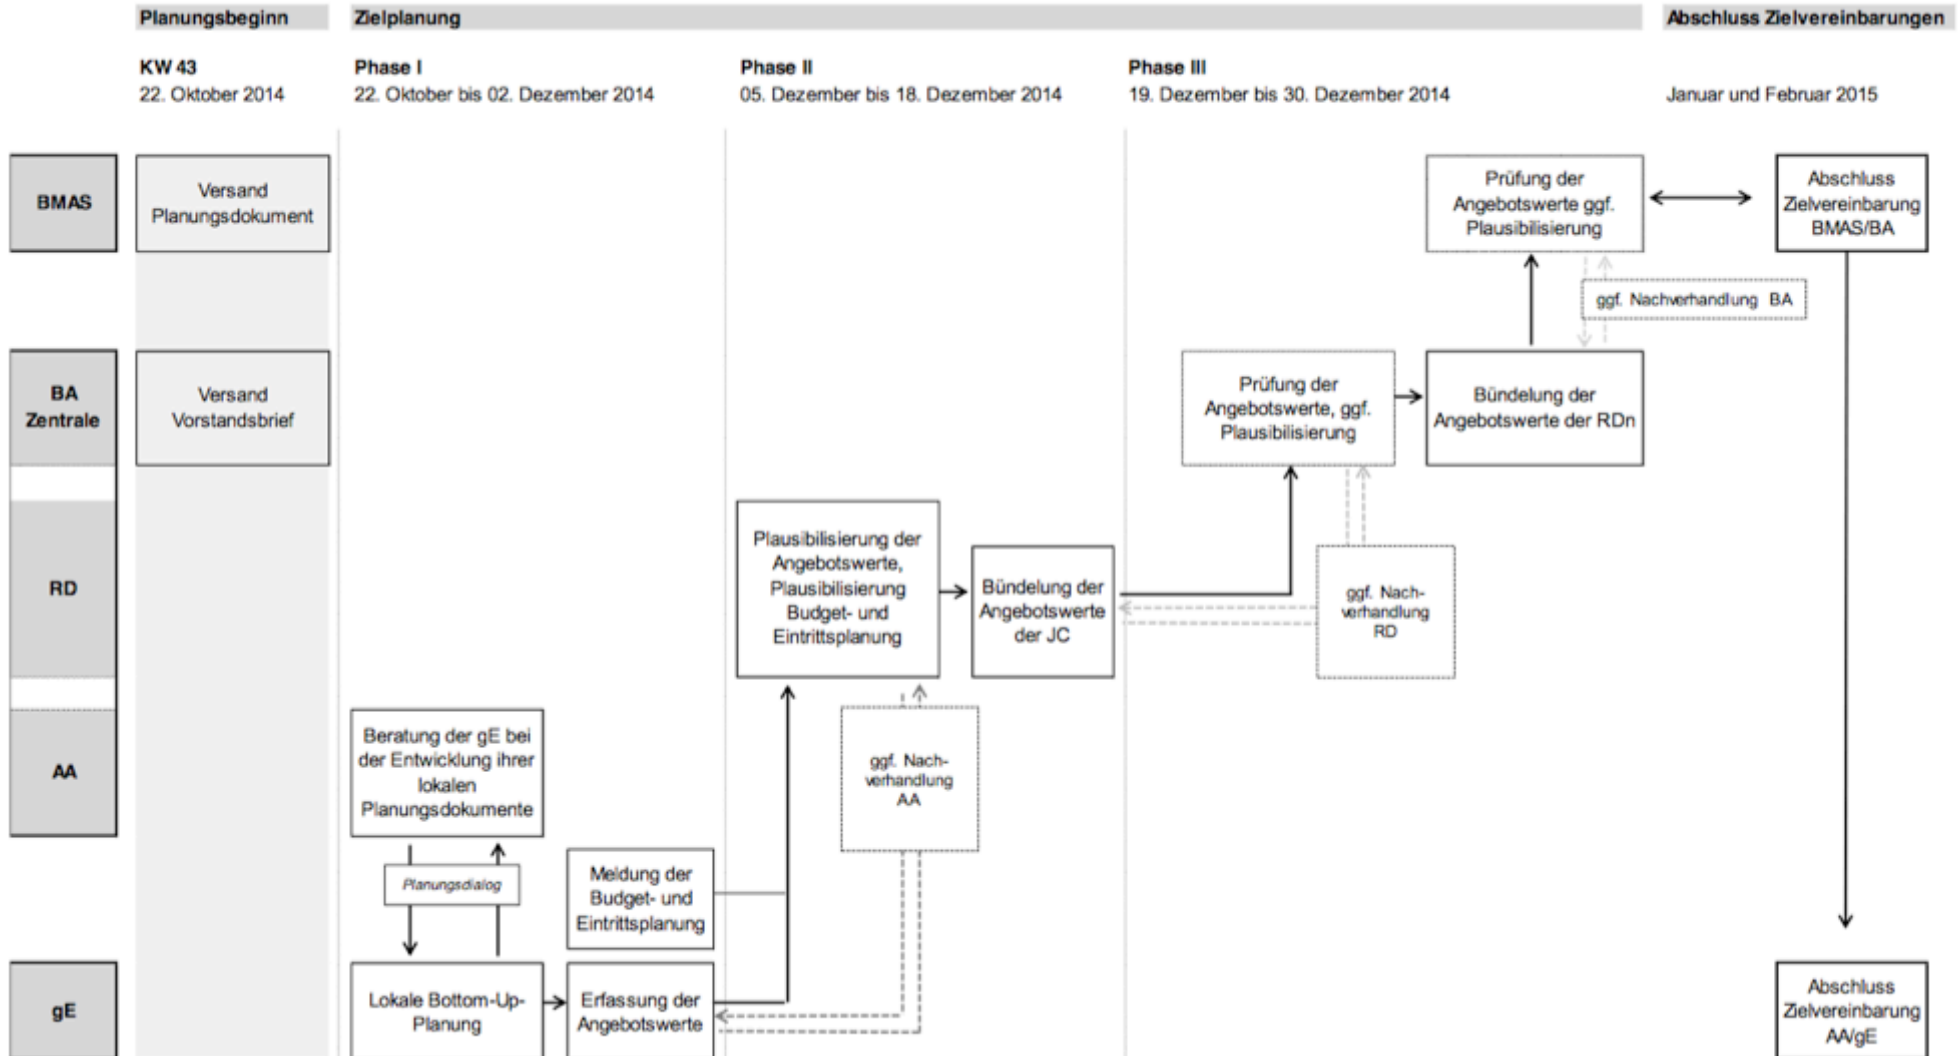 Planungsbeginn
Zielplanung
Abschluss Zielvereinbarungen
KW 43
22. Oktober 2014
Phase I
22. Oktober bis 02. Dezember 2014
Phase II
05. Dezember bis 18. Dezember 2014
Phase III
19. Dezember bis 30. Dezember 2014
Januar und Februar 2015
BMAS
Versand
Planungsdokument
Prüfung der
Angebotswerte ggf.
Plausibilisierung
Abschluss
Zielvereinbarung
BMAS/BA
ggf. Nachverhandlung BA
BA
Zentrale
Versand
Vorstandsbrief
Prüfung der
Angebotswerte, ggf.
Plausibilisierung
Bündelung der
Angebotswerte der RDn
RD
Plausibilisierung der
Angebotswerte,
Plausibilisierung
Budget- und
Eintrittsplanung
Bündelung der
Angebotswerte
der JC
ggf. Nach-
verhandlung
RD
AA
Beratung der gE bei
der Entwicklung ihrer
lokalen
Planungsdokumente
ggf. Nach-
verhandlung
AA
Planungsdialog
Meldung der
Budget- und
Eintrittsplanung
gE
Lokale Bottom-Up-
Planung
Erfassung der
Angebotswerte
Abschluss
Zielvereinbarung
AA/gE